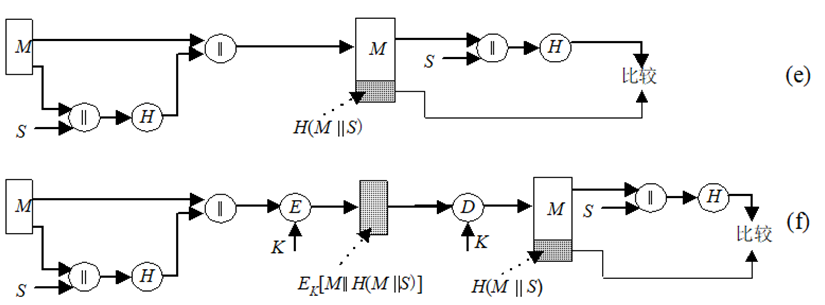 M ‖ M ‖ H
S 比较 (e)
S ‖ H
H(M ‖ S)
M ‖ E D M ‖ H
S
K K 比较 (f)
S ‖ H
E_K[M‖ H(M ‖S)] H(M ‖ S)